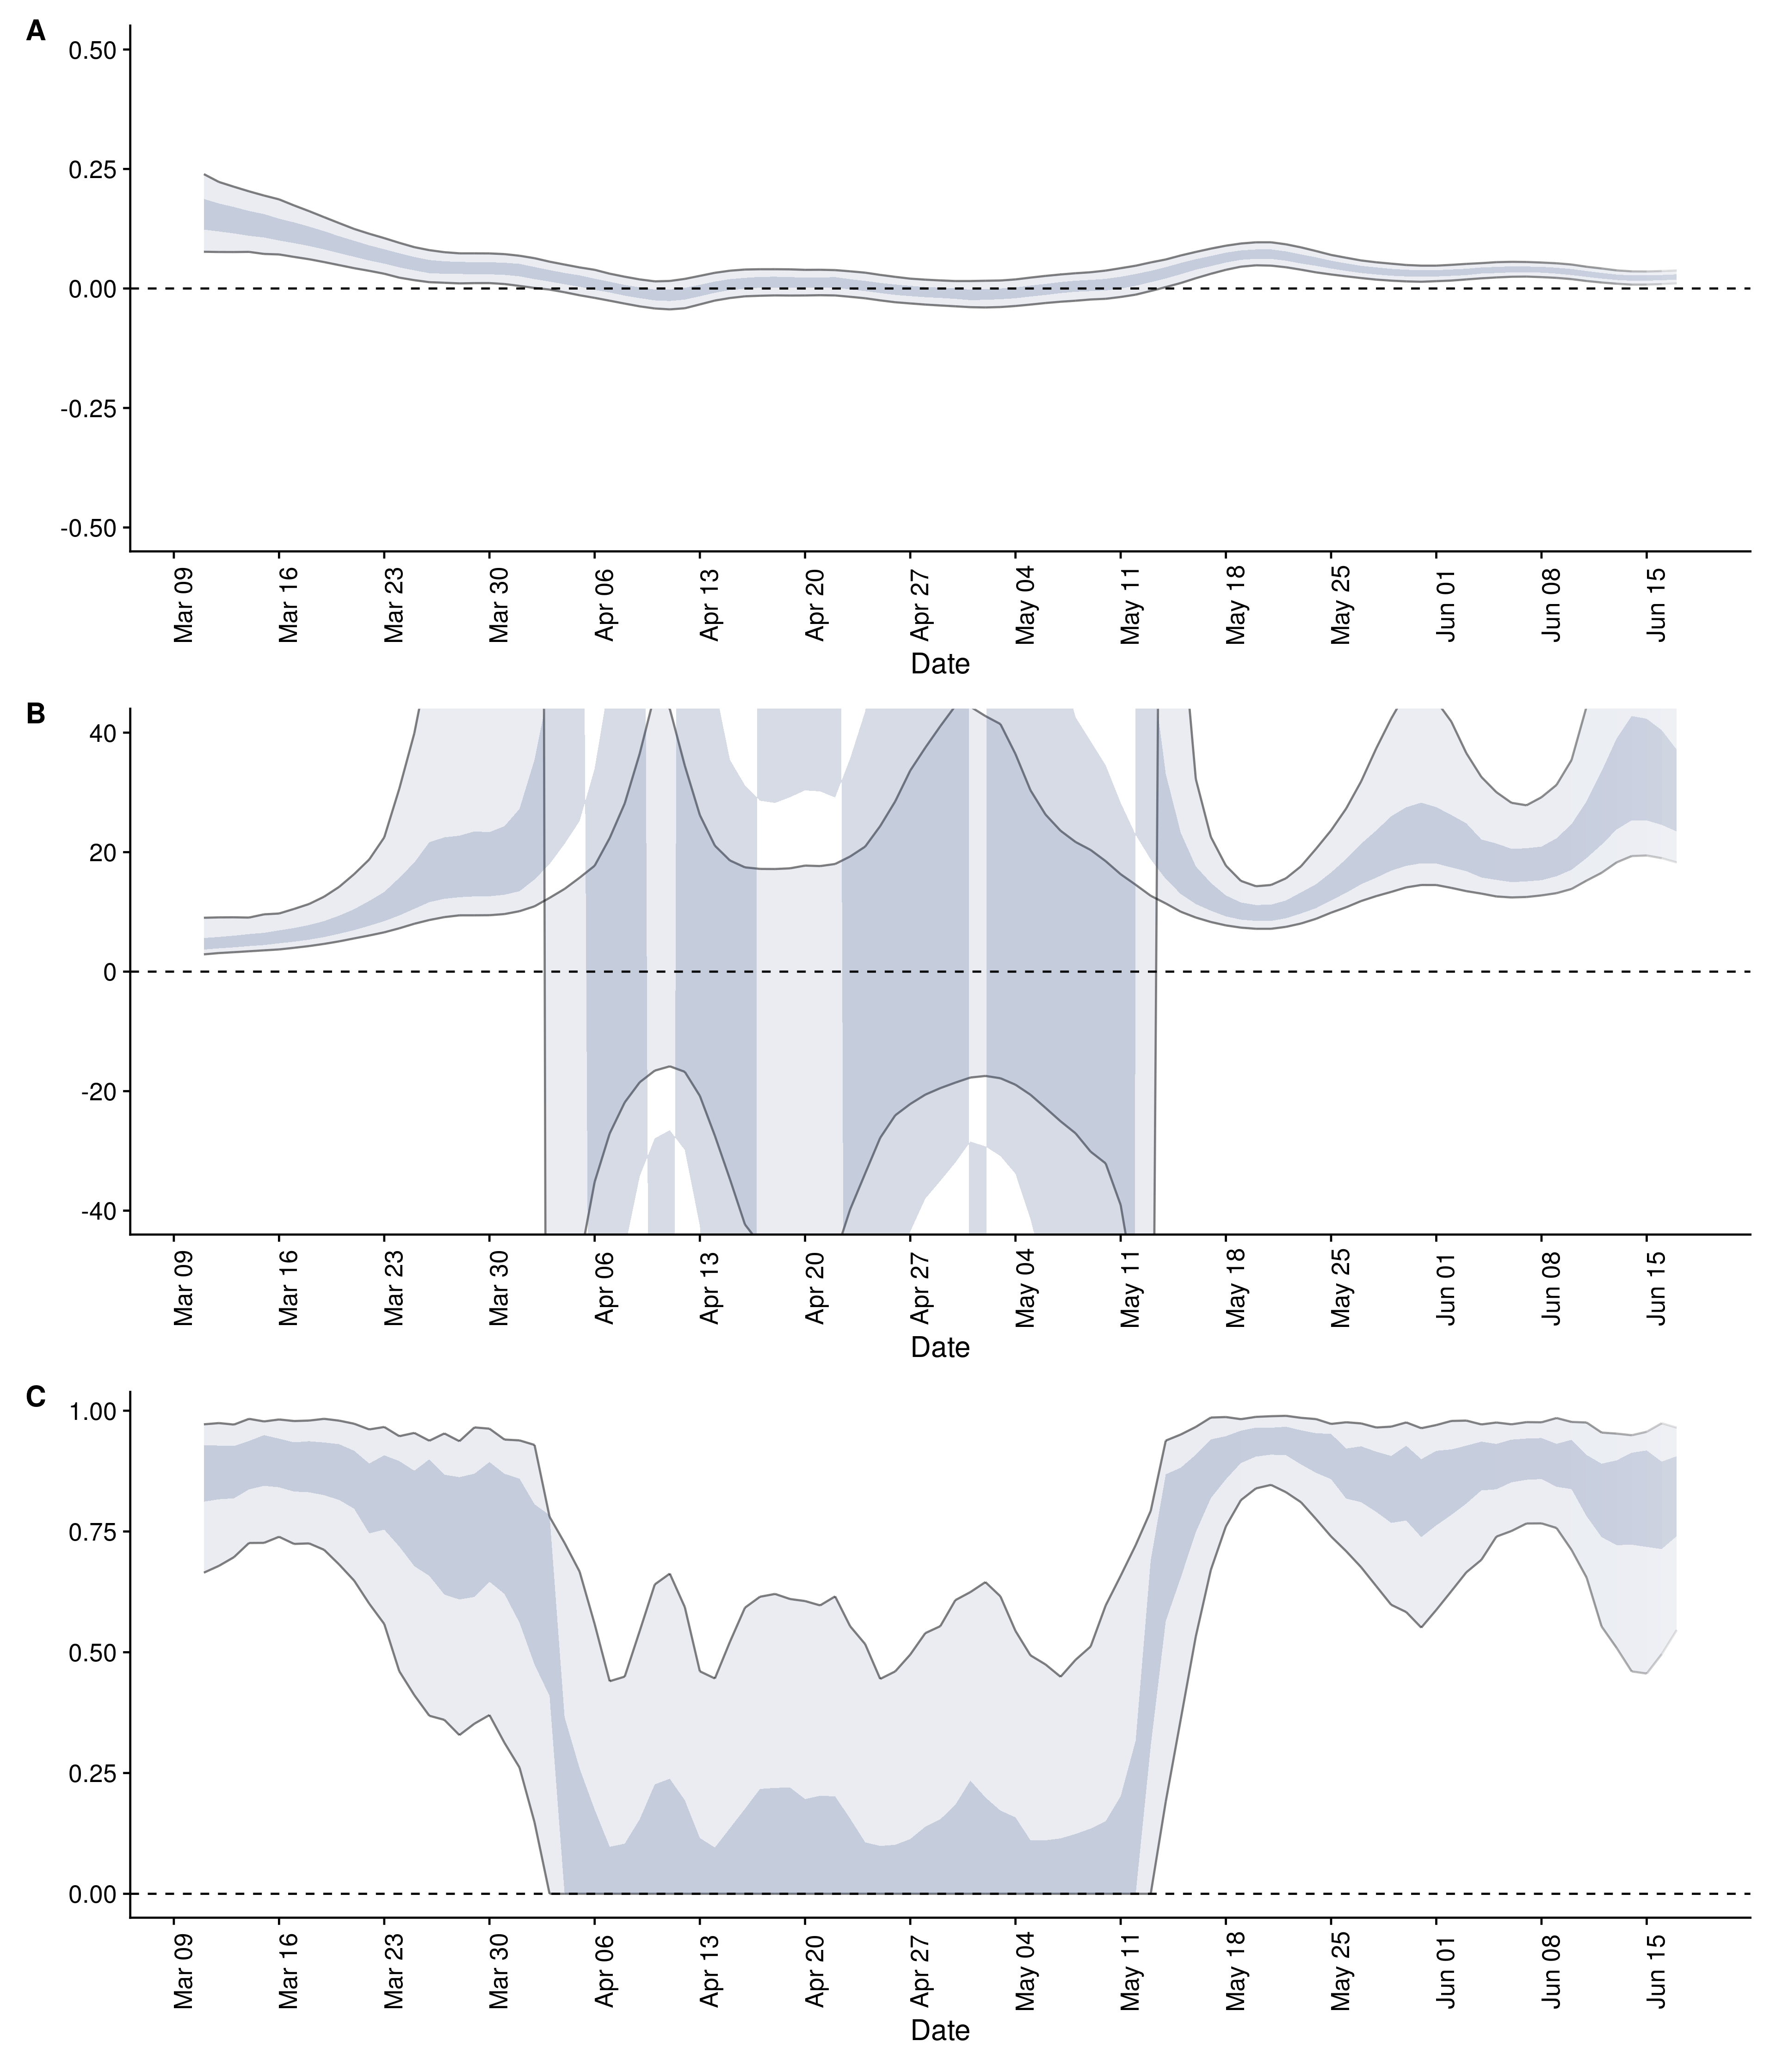 A
0.50
0.25
0.00
-0.25
-0.50
Mar 09
Mar 16
Mar 23
Mar 30
Apr 06
Apr 13
Apr 20
Apr 27
May 04
May 11
May 18
May 25
Jun 01
Jun 08
Jun 15
Date
B
40
20
0
-20
-40
Mar 09
Mar 16
Mar 23
Mar 30
Apr 06
Apr 13
Apr 20
Apr 27
May 04
May 11
May 18
May 25
Jun 01
Jun 08
Jun 15
Date
C
1.00
0.75
0.50
0.25
0.00
Mar 09
Mar 16
Mar 23
Mar 30
Apr 06
Apr 13
Apr 20
Apr 27
May 04
May 11
May 18
May 25
Jun 01
Jun 08
Jun 15
Date